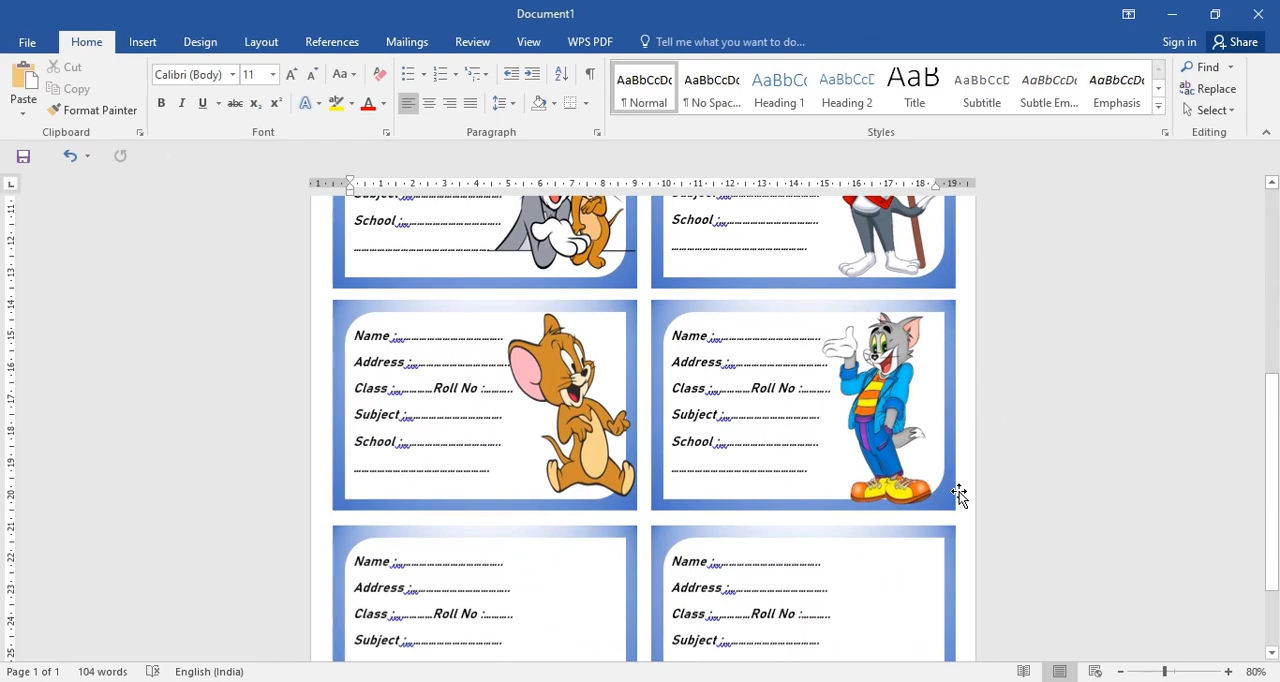 Document1
File Home Insert Design Layout References Mailings Review View WPS PDF Tell me what you want to do... Sign in Share
Paste Cut Copy Format Painter Clipboard
Calibri (Body) 11 Font
Paragraph
AaBbCcDc ¶ Normal AaBbCcDc ¶ No Spac... AaBbCc Heading 1 AaBbCcC Heading 2 AaB Title AaBbCcD Subtitle AaBbCcDc Subtle Em... AaBbCcDc Emphasis Styles
Find Replace Select Editing
School :....................
..............................
School :....................
..............................
Name :......................
Address :...................
Class :..........Roll No :........
Subject :...................
School :....................
..............................
Name :......................
Address :...................
Class :..........Roll No :........
Subject :...................
School :....................
..............................
Name :......................
Address :...................
Class :..........Roll No :........
Subject :...................
Name :......................
Address :...................
Class :..........Roll No :........
Subject :...................
Page 1 of 1 104 words English (India) 80%